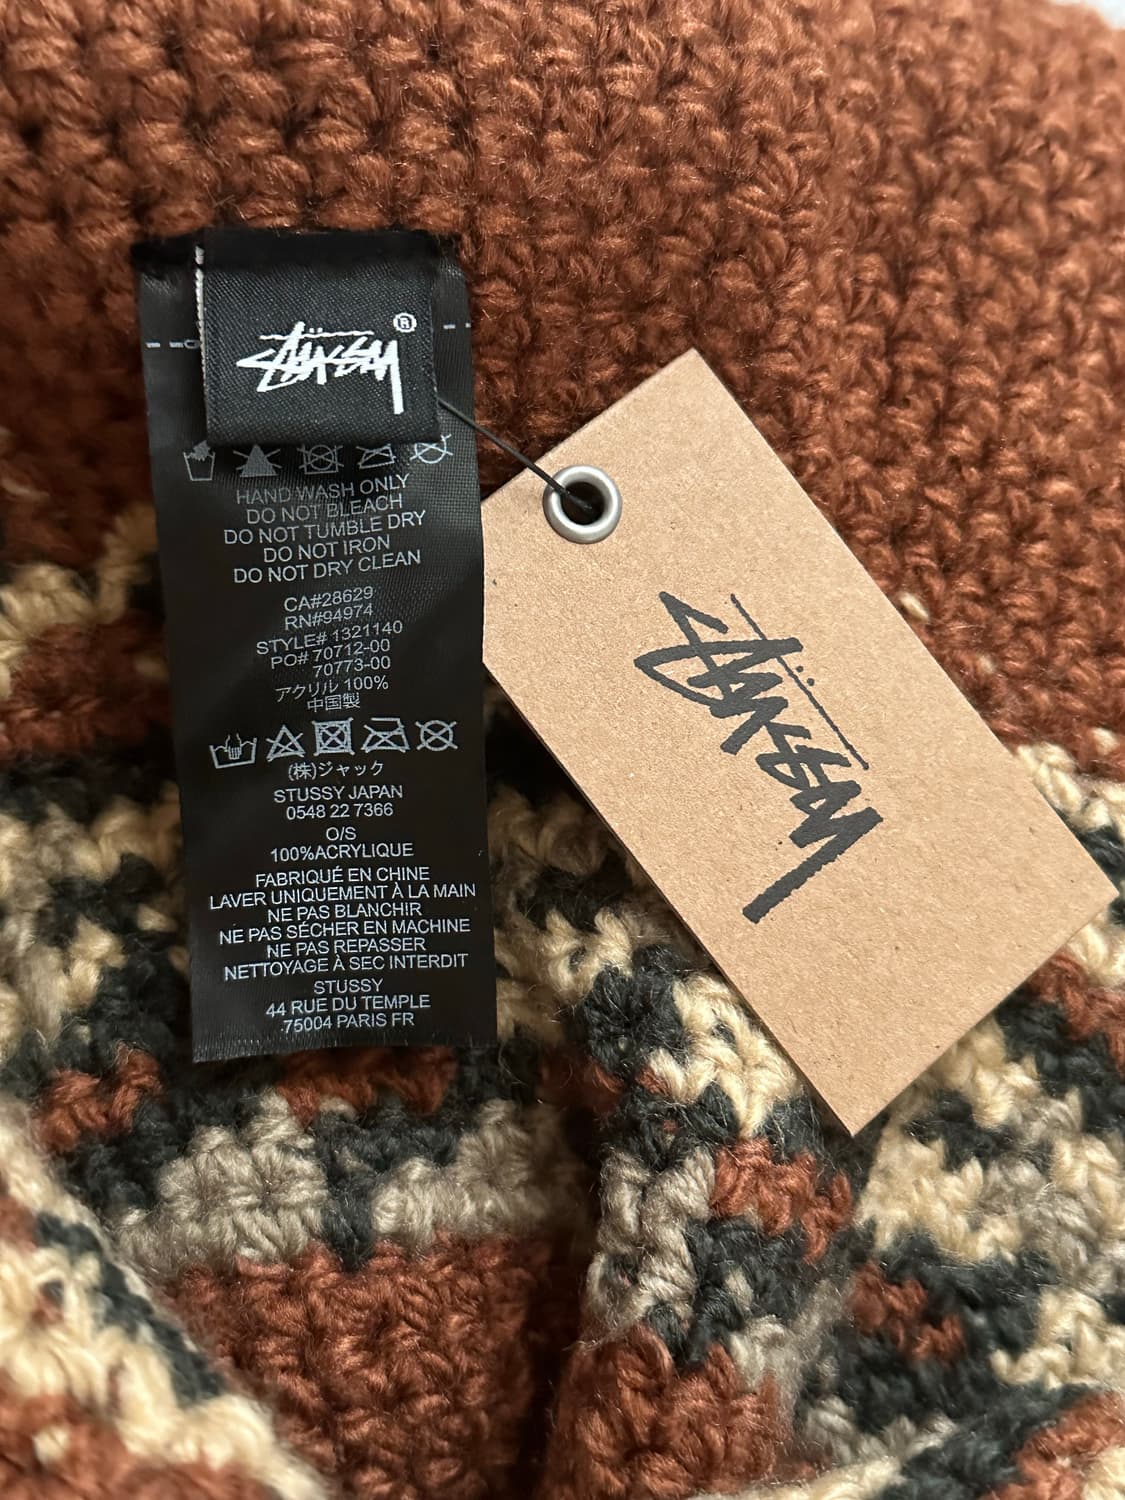 STÜSSY ®
HAND WASH ONLY
DO NOT BLEACH
DO NOT TUMBLE DRY
DO NOT IRON
DO NOT DRY CLEAN
CA#28629
RN#94974
STYLE# 1321140
PO# 70712-00
70773-00
アクリル 100%
中国製
(株)ジャック
STUSSY JAPAN
0548 22 7366
O/S
100%ACRYLIQUE
FABRIQUÉ EN CHINE
LAVER UNIQUEMENT À LA MAIN
NE PAS BLANCHIR
NE PAS SÉCHER EN MACHINE
NE PAS REPASSER
NETTOYAGE À SEC INTERDIT
STUSSY
44 RUE DU TEMPLE
75004 PARIS FR
STÜSSY